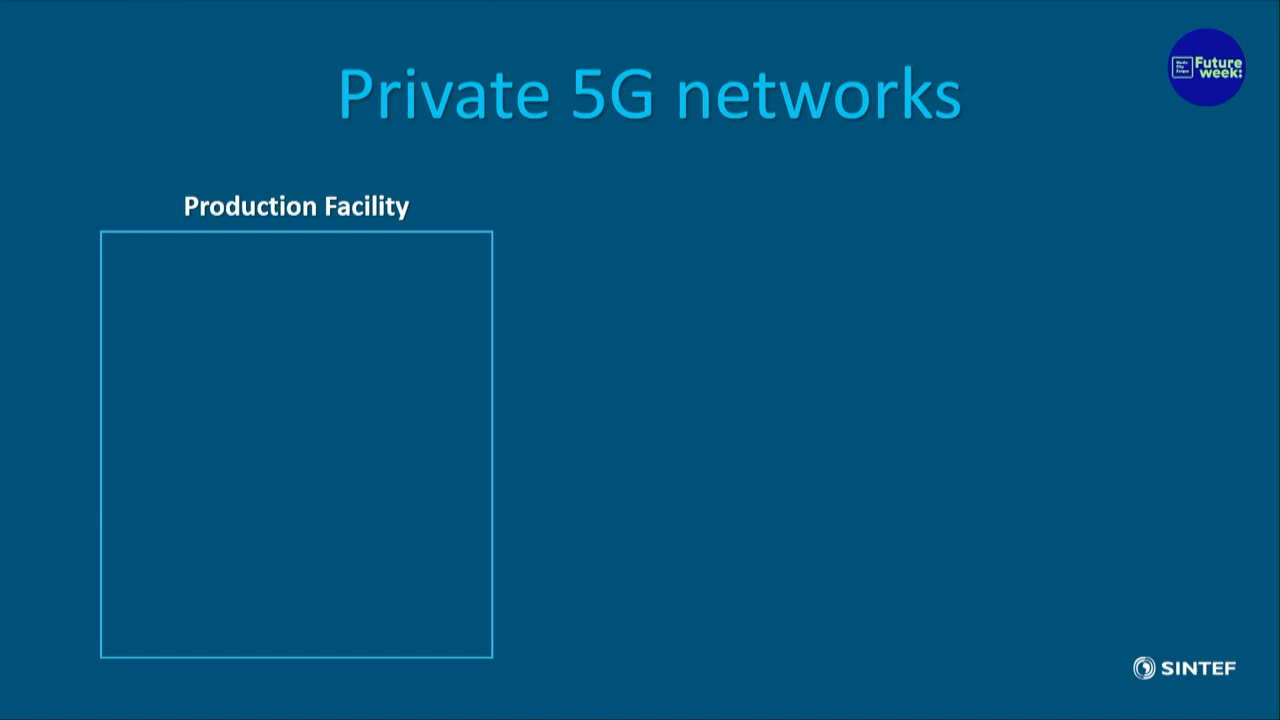 Private 5G networks
Future
week:
Production Facility
SINTEF